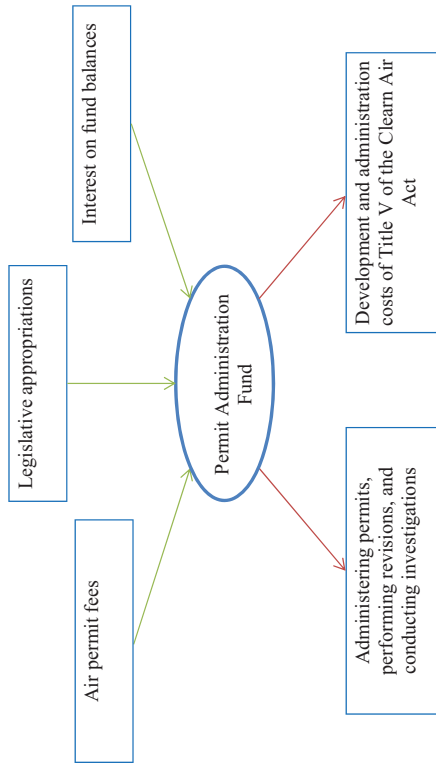 Air permit fees
Legislative appropriations
Interest on fund balances
Permit Administration
Fund
Administering permits,
performing revisions, and
conducting investigations
Development and administration
costs of Title V of the Clearn Air
Act